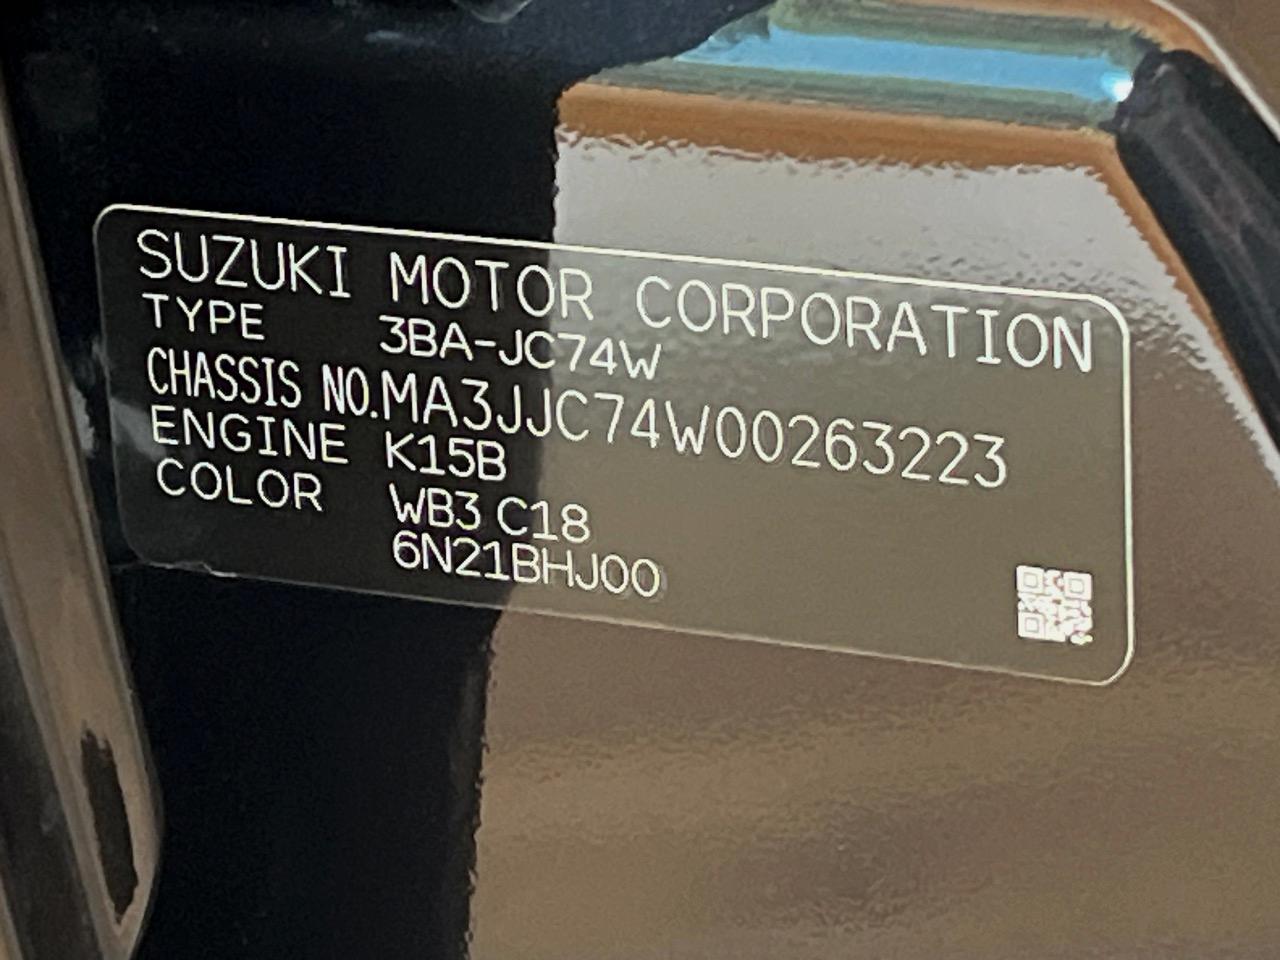 SUZUKI MOTOR CORPORATION
TYPE 3BA-JC74W
CHASSIS NO.MA3JJC74W00263223
ENGINE K15B
COLOR WB3 C18
6N21BHJ00